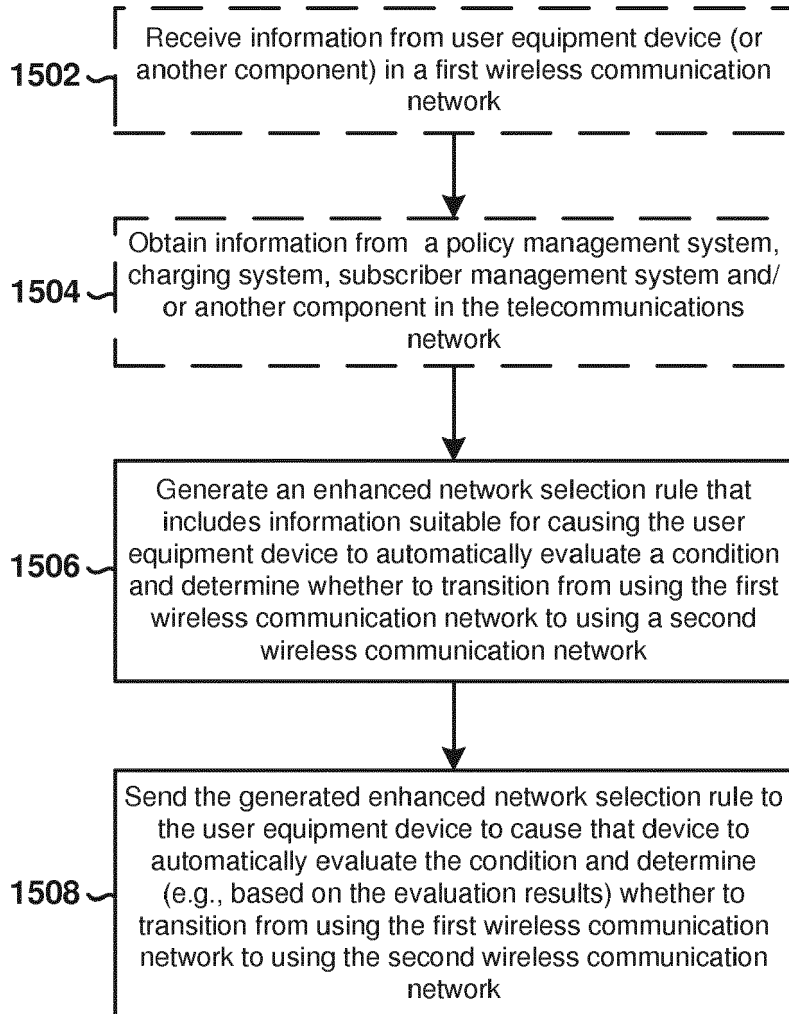 Receive information from user equipment device (or
1502
another component) in a first wireless communication
network
Obtain information from a policy management system,
charging system, subscriber management system and/
1504
or another component in the telecommunications
network
Generate an enhanced network selection rule that
includes information suitable for causing the user
equipment device to automatically evaluate a condition
1506
and determine whether to transition from using the first
wireless communication network to using a second
wireless communication network
Send the generated enhanced network selection rule to
the user equipment device to cause that device to
automatically evaluate the condition and determine
1508
(e.g., based on the evaluation results) whether to
transition from using the first wireless communication
network to using the second wireless communication
network